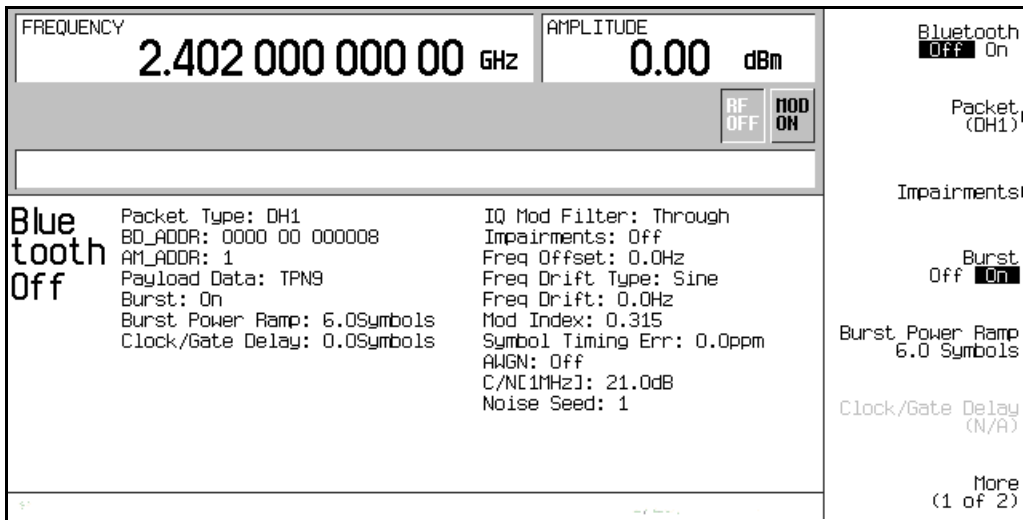 FREQUENCY
2.402 000 000 00 GHz
AMPLITUDE
0.00 dBm
RF OFF
MOD ON
Blue
tooth
Off
Packet Type: DH1
BD_ADDR: 0000 00 000008
AM_ADDR: 1
Payload Data: TPN9
Burst: On
Burst Power Ramp: 6.0Symbols
Clock/Gate Delay: 0.0Symbols
IQ Mod Filter: Through
Impairments: Off
Freq Offset: 0.0Hz
Freq Drift Type: Sine
Freq Drift: 0.0Hz
Mod Index: 0.315
Symbol Timing Err: 0.0ppm
AWGN: Off
C/N[1MHz]: 21.0dB
Noise Seed: 1
Bluetooth
Off On
Packet
(DH1)
Impairments
Burst
Off On
Burst Power Ramp
6.0 Symbols
Clock/Gate Delay
(N/A)
More
(1 of 2)